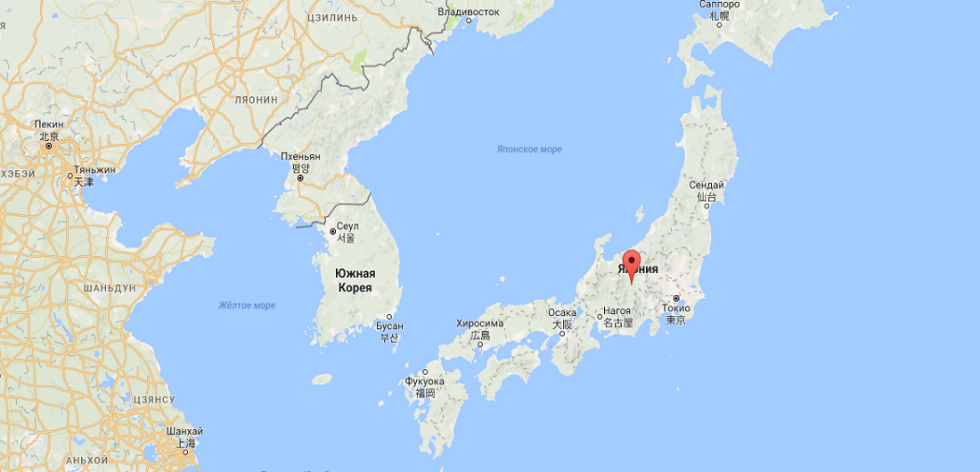 Саппоро
札幌
Владивосток
ЦЗИЛИНЬ
ЛЯОНИН
Пекин
北京
Тяньжин
天津
ХЭБЭЙ
Пхеньян
평양
Японское море
Сендай
仙台
Сеул
서울
Южная
Корея
Япония
ШАНЬДУН
Жёлтое море
Бусан
부산
Хиросима
広島
Осака
大阪
Нагоя
名古屋
Токио
東京
Фукуока
福岡
ЦЗЯНСУ
Шанхай
上海
АНЬХОЙ